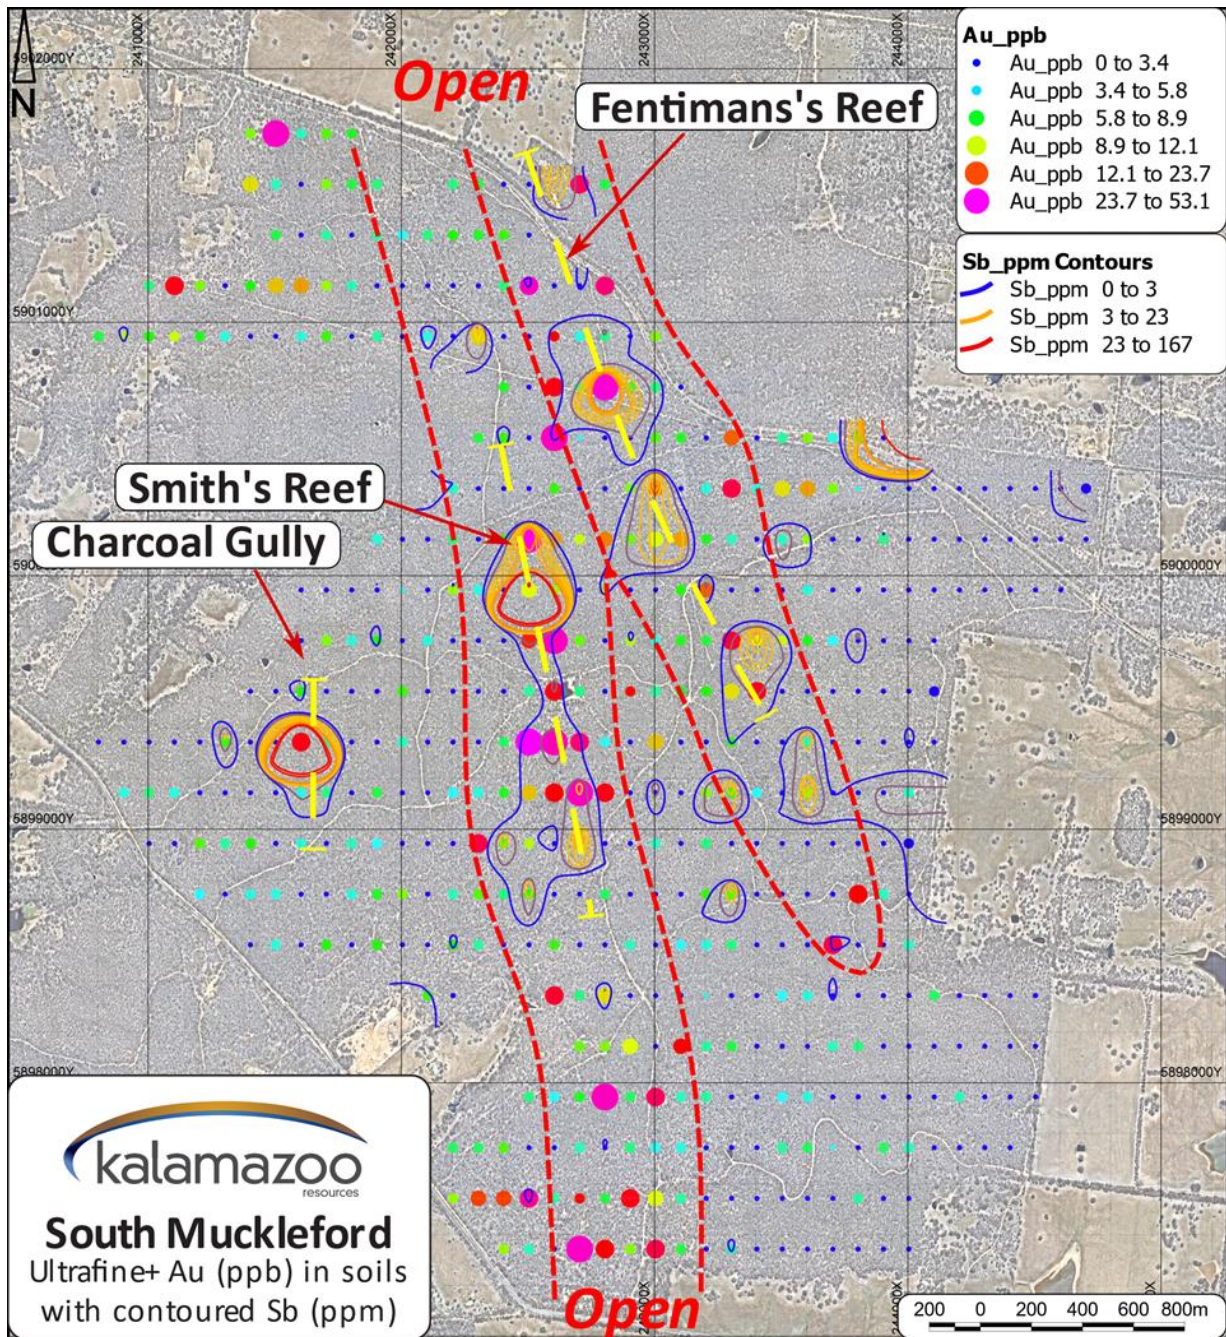 241000X
242000X
243000X
244000X
5902000Y
N
Open
Fentimans's Reef
Au_ppb
Au_ppb 0 to 3.4
Au_ppb 3.4 to 5.8
Au_ppb 5.8 to 8.9
Au_ppb 8.9 to 12.1
Au_ppb 12.1 to 23.7
Au_ppb 23.7 to 53.1
Sb_ppm Contours
Sb_ppm 0 to 3
Sb_ppm 3 to 23
Sb_ppm 23 to 167
5901000Y
5901000Y
Smith's Reef
Charcoal Gully
5900000Y
5899000Y
5899000Y
5898000Y
5898000Y
kalamazoo
resources
South Muckleford
Ultrafine+ Au (ppb) in soils
with contoured Sb (ppm)
Open
200 0 200 400 600 800m